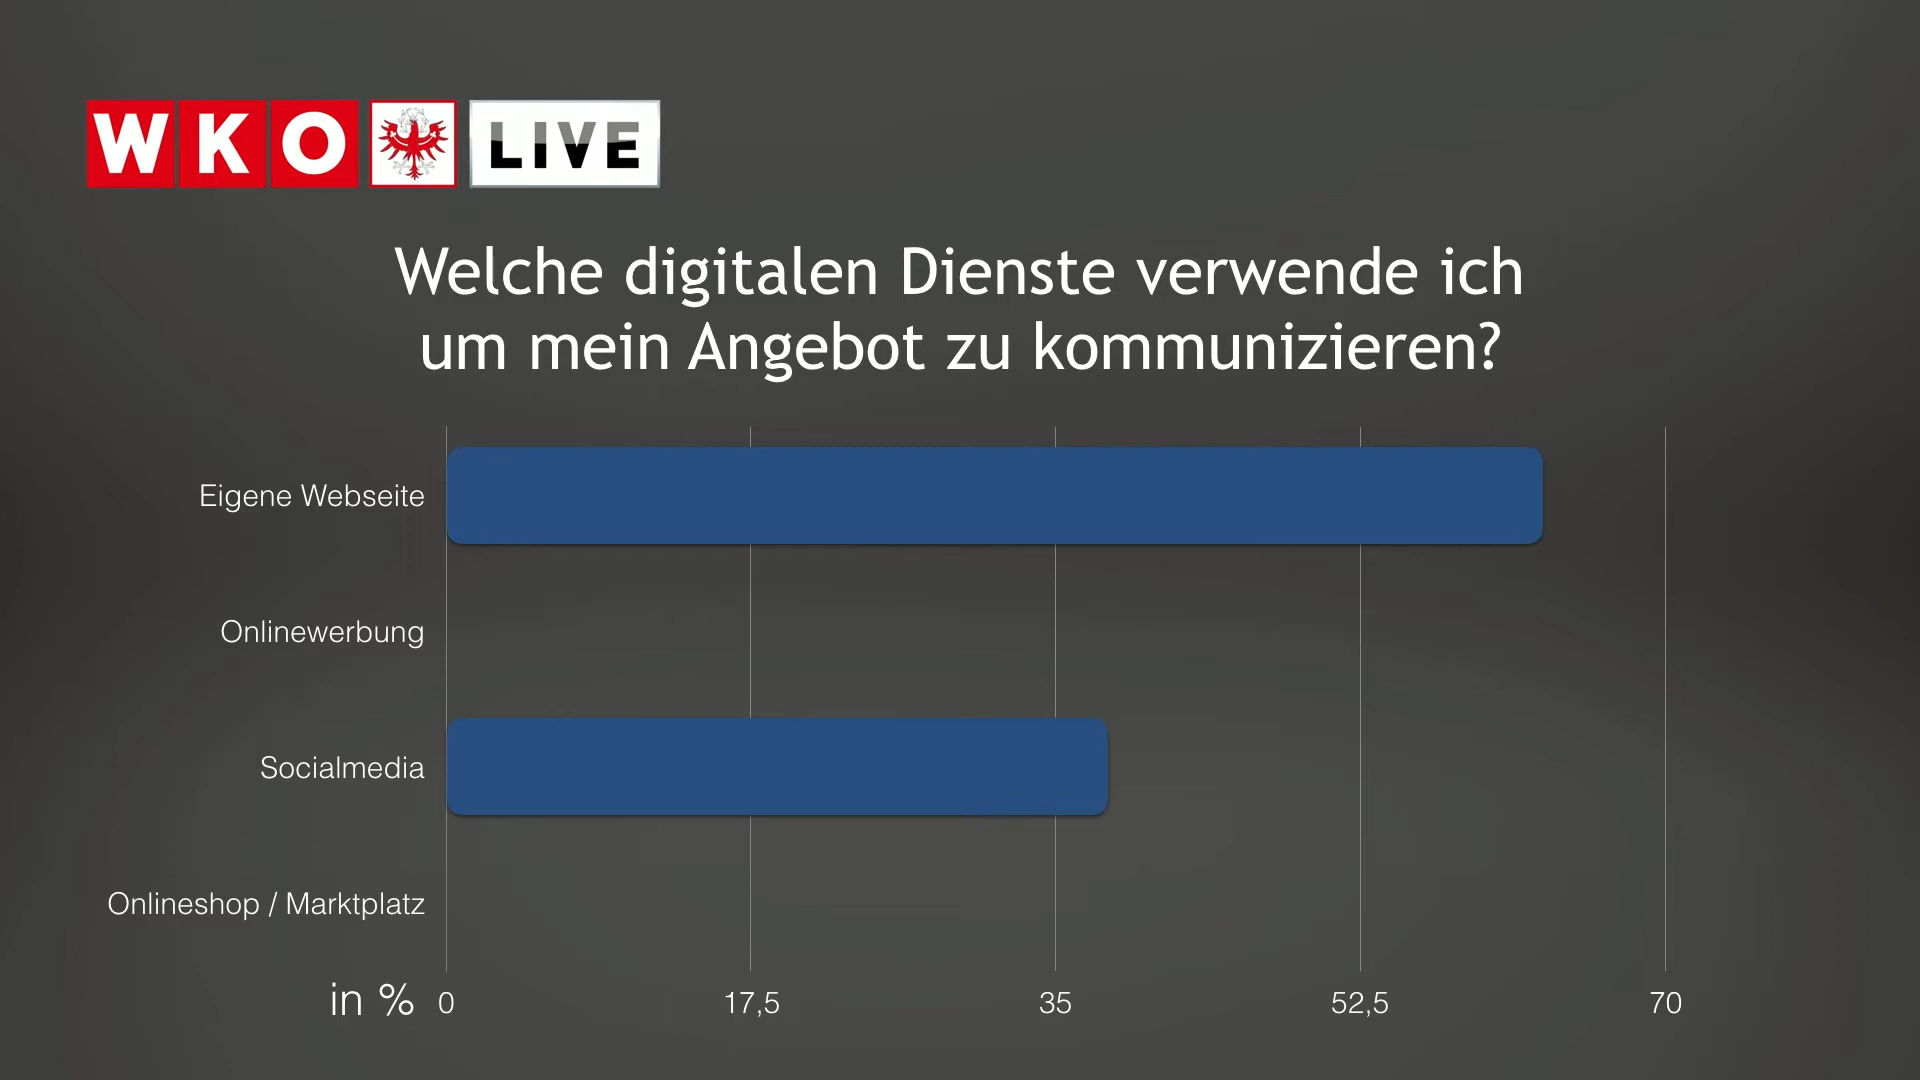 WKO LIVE
Welche digitalen Dienste verwende ich
um mein Angebot zu kommunizieren?
Eigene Webseite
Onlinewerbung
Socialmedia
Onlineshop / Marktplatz
in % 0 17,5 35 52,5 70